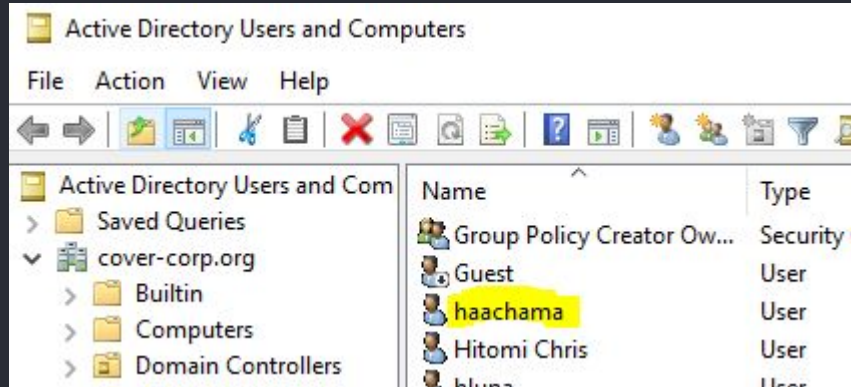 Active Directory Users and Computers
File Action View Help
Active Directory Users and Com
Saved Queries
cover-corp.org
Builtin
Computers
Domain Controllers
Name Type
Group Policy Creator Ow... Security
Guest User
haachama User
Hitomi Chris User
hluna User